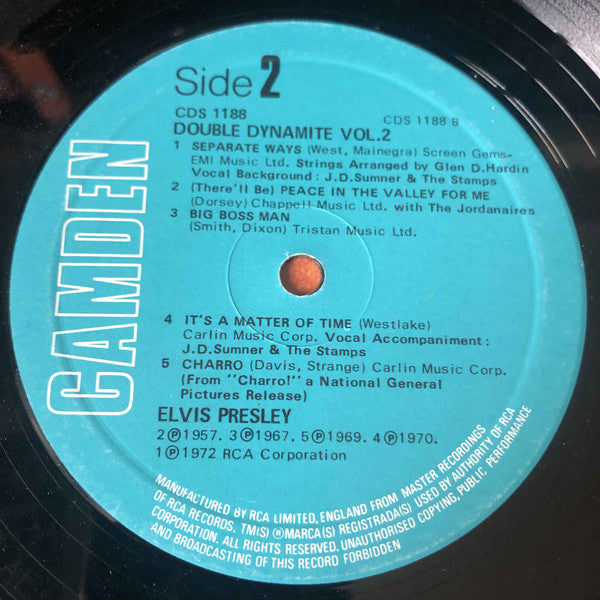 CAMDEN
Side 2
CDS 1188
CDS 1188 B
DOUBLE DYNAMITE VOL.2
1 SEPARATE WAYS (West, Mainegra) Screen Gems-
EMI Music Ltd. Strings Arranged by Glen D.Hardin
Vocal Background : J.D.Sumner & The Stamps
2 (There'll Be) PEACE IN THE VALLEY FOR ME
(Dorsey) Chappell Music Ltd. with The Jordanaires
3 BIG BOSS MAN
(Smith, Dixon) Tristan Music Ltd.
4 IT'S A MATTER OF TIME (Westlake)
Carlin Music Corp. Vocal Accompaniment :
J.D.Sumner & The Stamps
5 CHARRO (Davis, Strange) Carlin Music Corp.
(From "Charro!" a National General
Pictures Release)
ELVIS PRESLEY
2 ℗ 1957. 3 ℗ 1967. 5 ℗ 1969. 4 ℗ 1970.
1 ℗ 1972 RCA Corporation
MANUFACTURED BY RCA LIMITED, ENGLAND FROM MASTER RECORDINGS
OF RCA RECORDS. TM(S) ® MARCA(S) REGISTRADA(S) USED BY AUTHORITY OF RCA
CORPORATION. ALL RIGHTS RESERVED. UNAUTHORISED COPYING, PUBLIC PERFORMANCE
AND BROADCASTING OF THIS RECORD FORBIDDEN